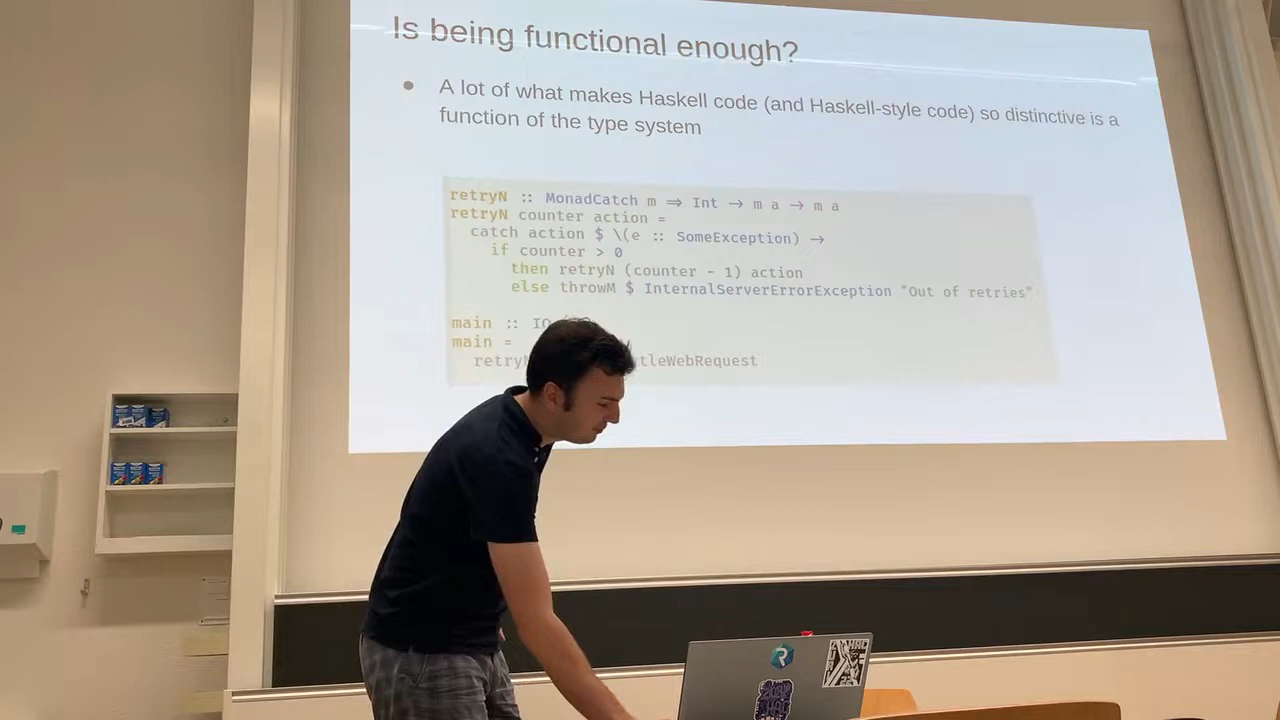 Is being functional enough?
● A lot of what makes Haskell code (and Haskell-style code) so distinctive is a
function of the type system
retryN :: MonadCatch m ⇒ Int → m a → m a
retryN counter action =
catch action $ \(e :: SomeException) →
if counter > 0
then retryN (counter - 1) action
else throwM $ InternalServerErrorException "Out of retries"
main :: IO
main =
retryN tleWebRequest